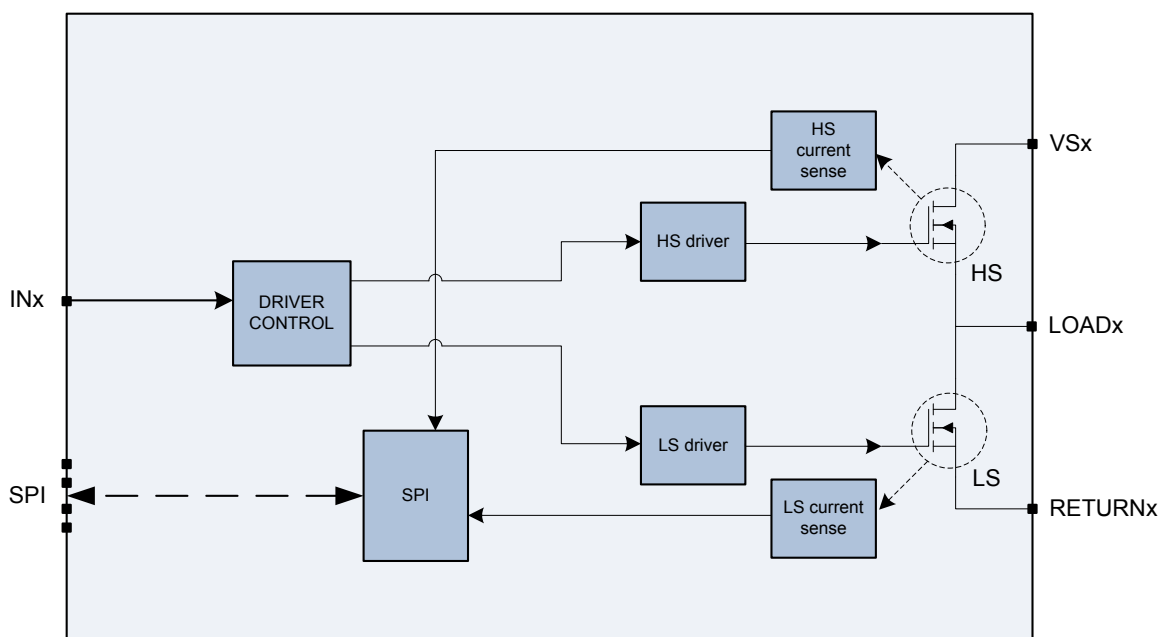 HS
current
sense
VSx
HS driver
HS
INx
DRIVER
CONTROL
LOADx
LS driver
LS
SPI
SPI
LS current
sense
RETURNx